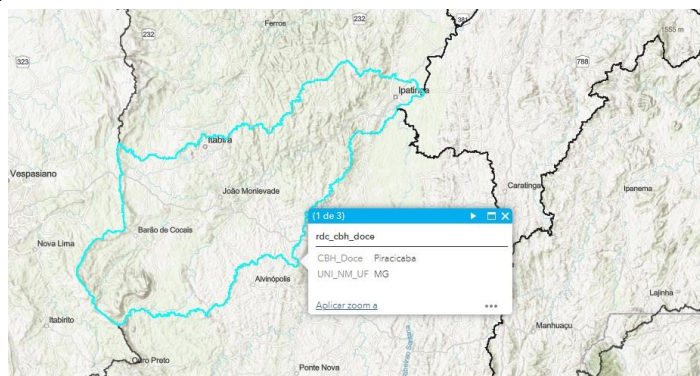 232
Ferros
232
381
1555 m
323
788
Ipatinga
Itabira
Vespasiano
Caratinga
Ipanema
João Monlevade
(1 de 3)
Barão de Cocais
rdc_cbh_doce
Nova Lima
CBH_Doce Piracicaba
UNI_NM_UF MG
Alvinópolis
Lajinha
Aplicar zoom a
Itabirito
Manhuaçu
Ouro Preto
Ponte Nova